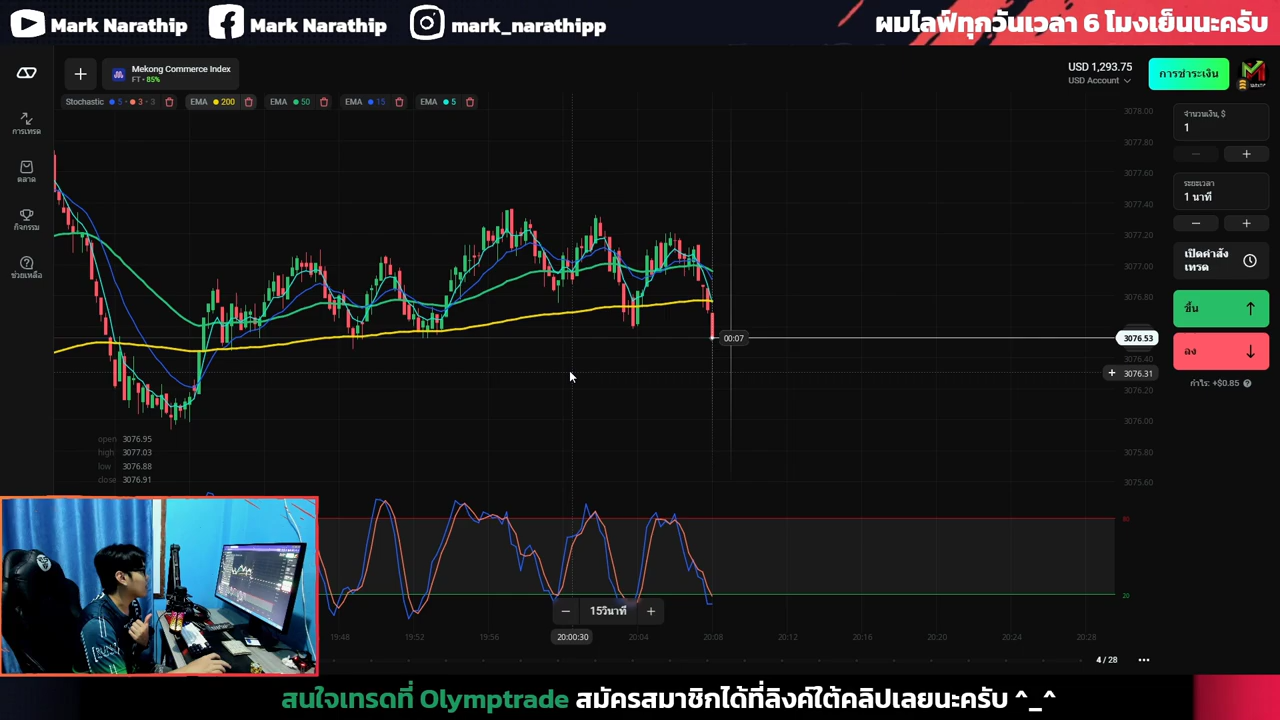 Mark Narathip
Mark Narathip
mark_narathipp
ผมไลฟ์ทุกวันเวลา 6 โมงเย็นนะครับ
Mekong Commerce Index
FT • 85%
USD 1,293.75
USD Account
การชำระเงิน
Stochastic 5 3 3
EMA 200
EMA 50
EMA 15
EMA 5
การเทรด
ตลาด
กิจกรรม
ช่วยเหลือ
จำนวนเงิน, $
1
ระยะเวลา
1 นาที
เปิดคำสั่ง
เทรด
ขึ้น
ลง
กำไร: +$0.85
3078.00
3077.80
3077.60
3077.40
3077.20
3077.00
3076.80
3076.53
3076.40
3076.31
3076.20
3076.00
3075.80
3075.60
00:07
open 3076.95
high 3077.03
low 3076.88
close 3076.91
80
20
15วินาที
19:48
19:52
19:56
20:00:30
20:04
20:08
20:12
20:16
20:20
20:24
20:28
4 / 28
สนใจเทรดที่ Olymptrade สมัครสมาชิกได้ที่ลิงค์ใต้คลิปเลยนะครับ ^_^